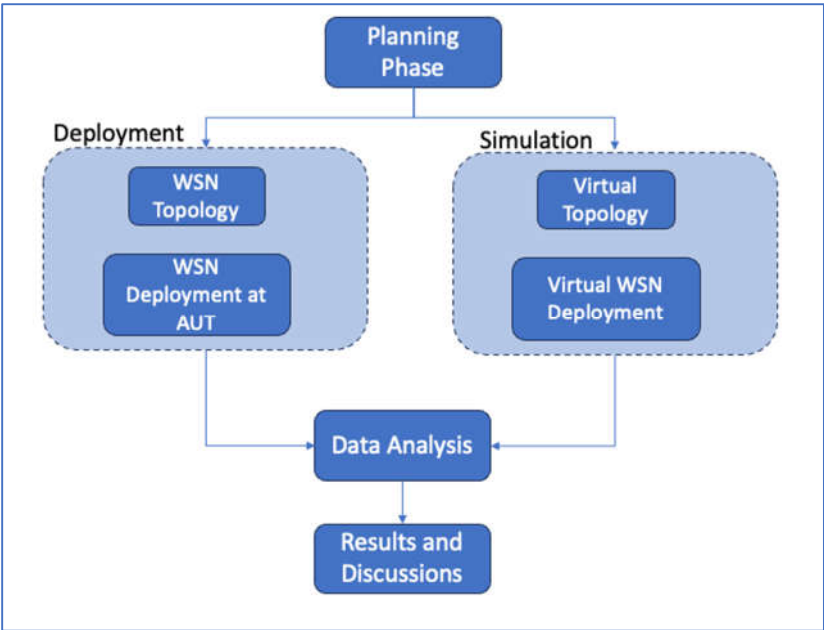 Planning
Phase
Deployment
WSN
Topology
WSN
Deployment at
AUT
Simulation
Virtual
Topology
Virtual WSN
Deployment
Data Analysis
Results and
Discussions